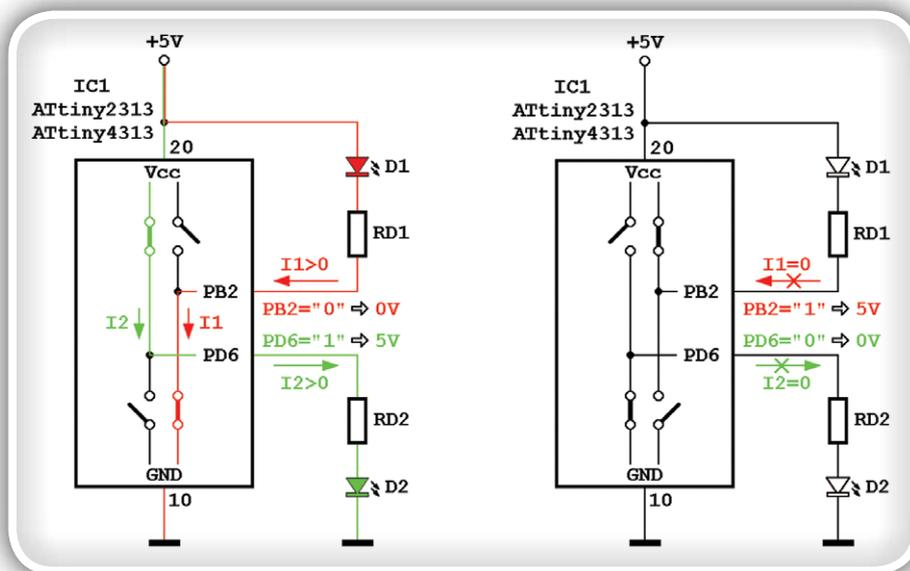 +5V
IC1
ATtiny2313
ATtiny4313
20
Vcc
D1
RD1
I1>0
PB2
PB2="0" ⇨ 0V
I2
I1
PD6="1" ⇨ 5V
PD6
I2>0
RD2
GND
D2
10
+5V
IC1
ATtiny2313
ATtiny4313
20
Vcc
D1
RD1
I1=0
PB2
PB2="1" ⇨ 5V
PD6="0" ⇨ 0V
PD6
I2=0
RD2
GND
D2
10